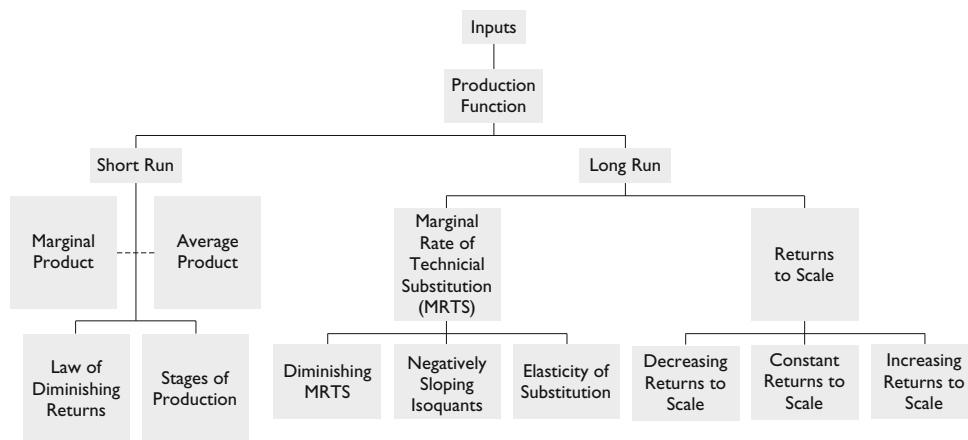 Inputs
Production
Function
Short Run
Long Run
Marginal
Product
Average
Product
Marginal
Rate of
Technicial
Substitution
(MRTS)
Returns
to Scale
Law of
Diminishing
Returns
Stages of
Production
Diminishing
MRTS
Negatively
Sloping
Isoquants
Elasticity of
Substitution
Decreasing
Returns to
Scale
Constant
Returns to
Scale
Increasing
Returns to
Scale